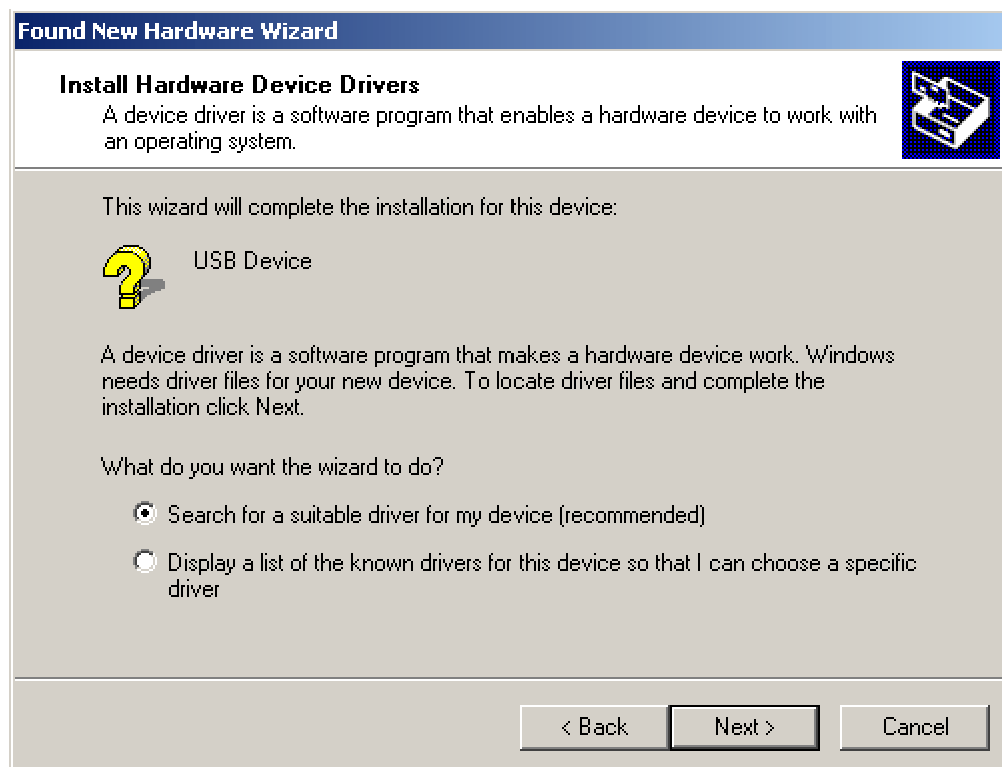 Found New Hardware Wizard
Install Hardware Device Drivers
A device driver is a software program that enables a hardware device to work with
an operating system.
This wizard will complete the installation for this device:
USB Device
A device driver is a software program that makes a hardware device work. Windows
needs driver files for your new device. To locate driver files and complete the
installation click Next.
What do you want the wizard to do?
Search for a suitable driver for my device (recommended)
Display a list of the known drivers for this device so that I can choose a specific
driver
< Back
Next >
Cancel